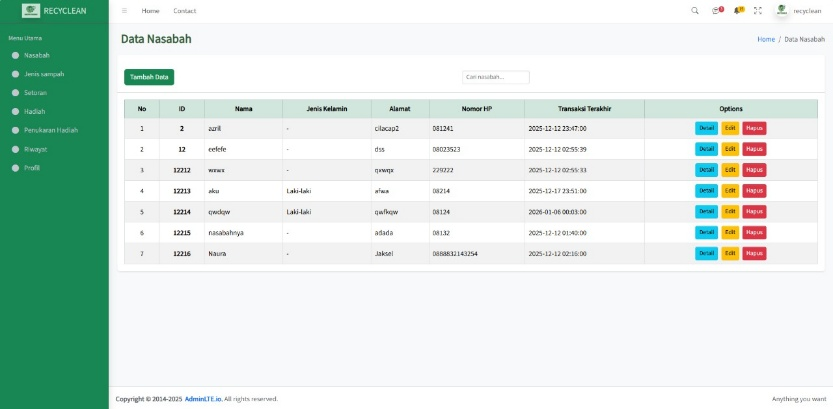 RECYCLEAN
Home Contact
recyclean
Menu Utama
Nasabah
Jenis sampah
Setoran
Hadiah
Penukaran Hadiah
Riwayat
Profil
Data Nasabah
Home / Data Nasabah
Tambah Data
Cari nasabah...
No ID Nama Jenis Kelamin Alamat Nomor HP Transaksi Terakhir Options
1 2 azril - cilacap2 081241 2025-12-12 23:47:00 Detail Edit Hapus
2 12 eefefe - dss 08023523 2025-12-12 02:55:39 Detail Edit Hapus
3 12212 wxwx - qxwqx 229222 2025-12-12 02:55:33 Detail Edit Hapus
4 12213 aku Laki-laki afwa 08214 2025-12-17 23:51:00 Detail Edit Hapus
5 12214 qwdqw Laki-laki qwfkqw 08124 2026-01-06 00:03:00 Detail Edit Hapus
6 12215 nasabahnya - adada 08132 2025-12-12 01:40:00 Detail Edit Hapus
7 12216 Naura - Jaksel 0888832143254 2025-12-12 02:16:00 Detail Edit Hapus
Copyright © 2014-2025 AdminLTE.io. All rights reserved.
Anything you want